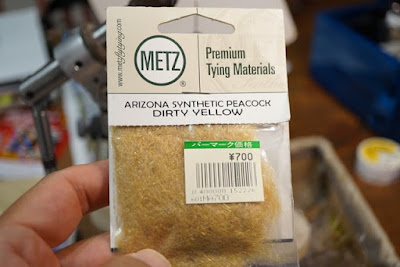 www.metzflytying.com
METZ
®
Premium
Tying Materials
ARIZONA SYNTHETIC PEACOCK
DIRTY YELLOW
パーマーク価格
¥700